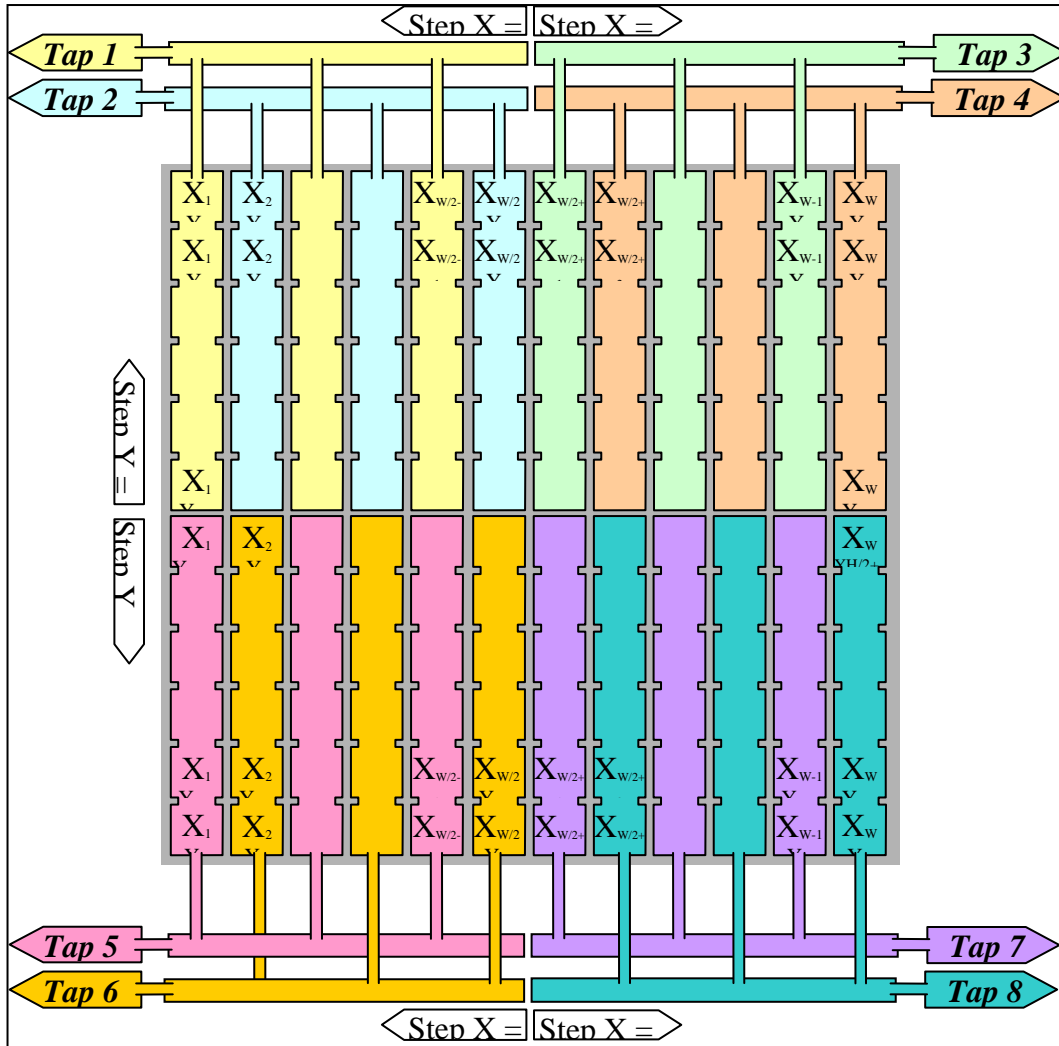 Step X = Step X =
Tap 1 Tap 3
Tap 2 Tap 4
X1 X2 XW/2- XW/2 XW/2+ XW/2+ XW-1 XW
X1 X2 XW/2- XW/2 XW/2+ XW/2+ XW-1 XW
Step Y =
X1 XW
Step Y
X1 X2 XW
YH/2+
X1 X2 XW/2- XW/2 XW/2+ XW/2+ XW-1 XW
X1 X2 XW/2- XW/2 XW/2+ XW/2+ XW-1 XW
Tap 5 Tap 7
Tap 6 Tap 8
Step X = Step X =